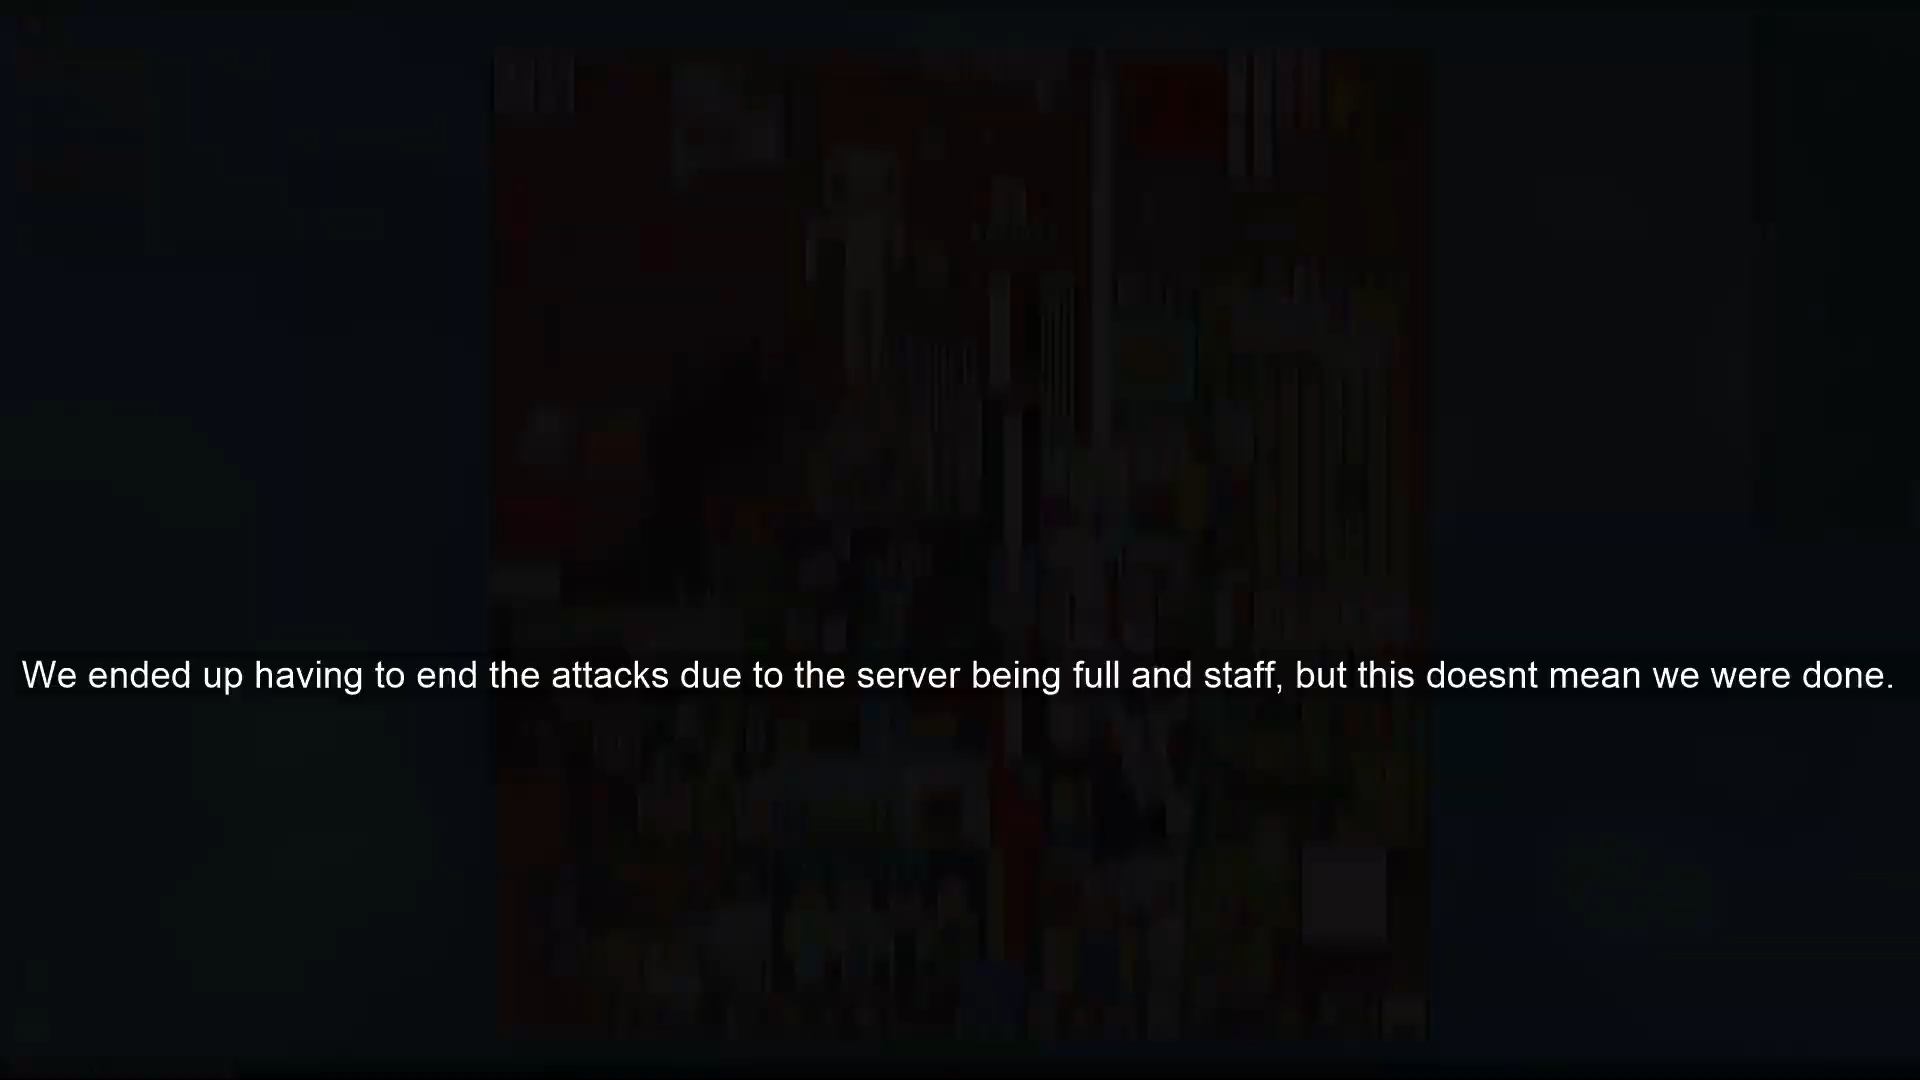 We ended up having to end the attacks due to the server being full and staff, but this doesnt mean we were done.